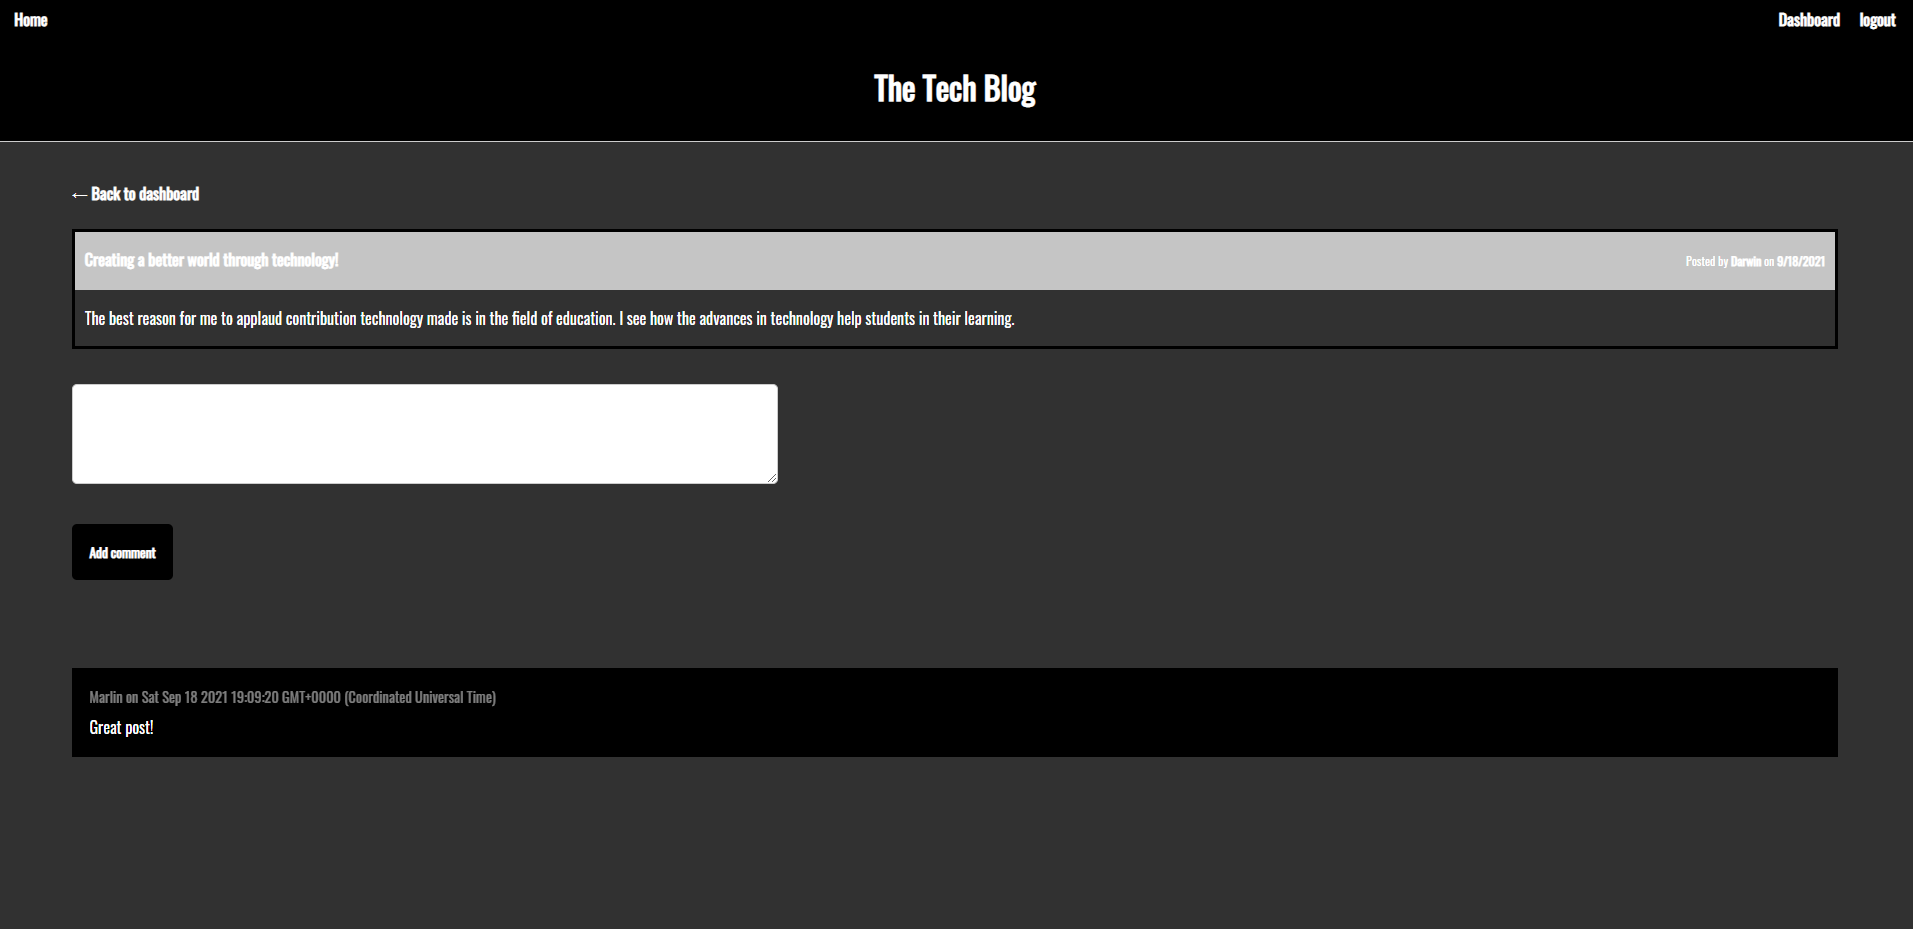 Home
Dashboard
logout
The Tech Blog
← Back to dashboard
Creating a better world through technology!
Posted by Darwin on 9/18/2021
The best reason for me to applaud contribution technology made is in the field of education. I see how the advances in technology help students in their learning.
Add comment
Marlin on Sat Sep 18 2021 19:09:20 GMT+0000 (Coordinated Universal Time)
Great post!